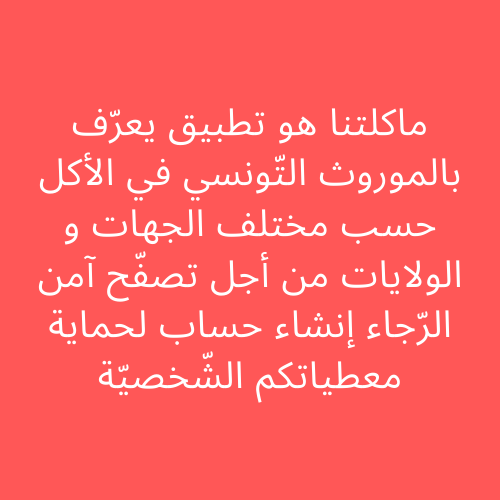 ماكلتنا هو تطبيق يعرّف
بالموروث التّونسي في الأكل
حسب مختلف الجهات و
الولايات من أجل تصفّح آمن
الرّجاء إنشاء حساب لحماية
معطياتكم الشّخصيّة